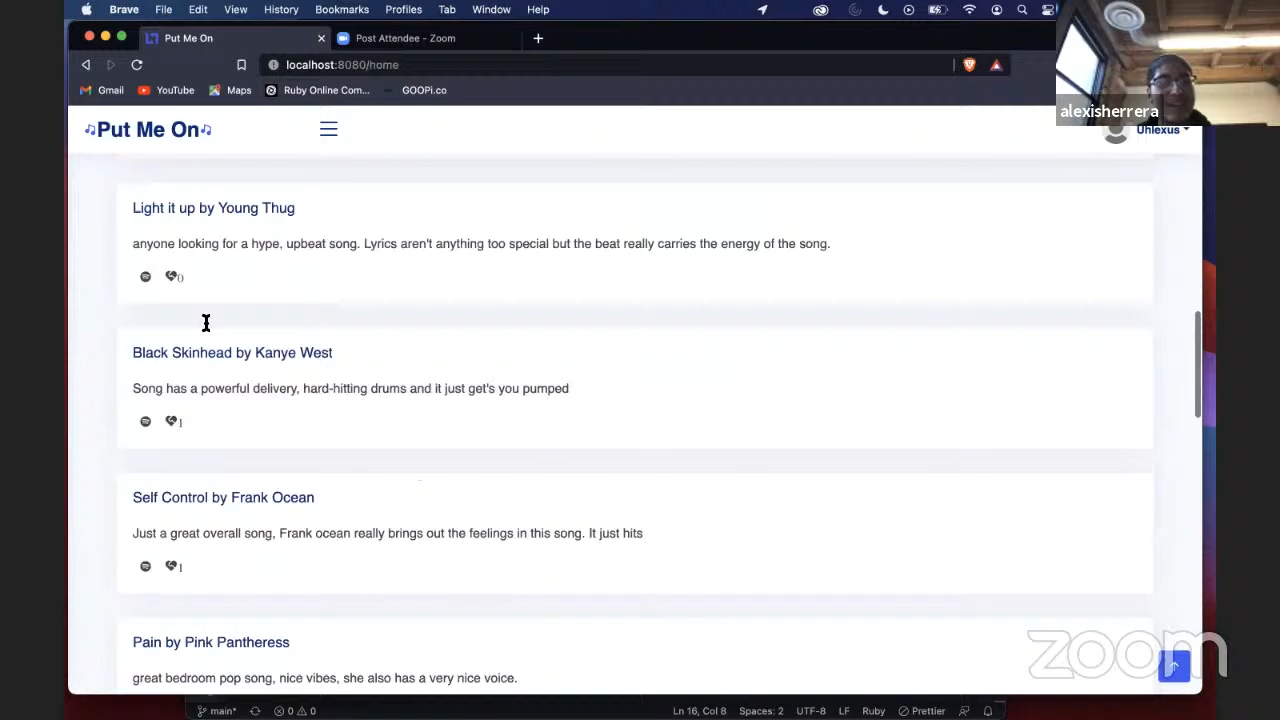 Brave File Edit View History Bookmarks Profiles Tab Window Help
Put Me On
Post Attendee - Zoom
localhost:8080/home
Gmail YouTube Maps Ruby Online Com... GOOPi.co
alexisherrera
Put Me On
Uhlexus
Light it up by Young Thug
anyone looking for a hype, upbeat song. Lyrics aren't anything too special but the beat really carries the energy of the song.
0
Black Skinhead by Kanye West
Song has a powerful delivery, hard-hitting drums and it just get's you pumped
1
Self Control by Frank Ocean
Just a great overall song, Frank ocean really brings out the feelings in this song. It just hits
1
Pain by Pink Pantheress
great bedroom pop song, nice vibes, she also has a very nice voice.
zoom
main* 0 0 Ln 16, Col 8 Spaces: 2 UTF-8 LF Ruby Prettier